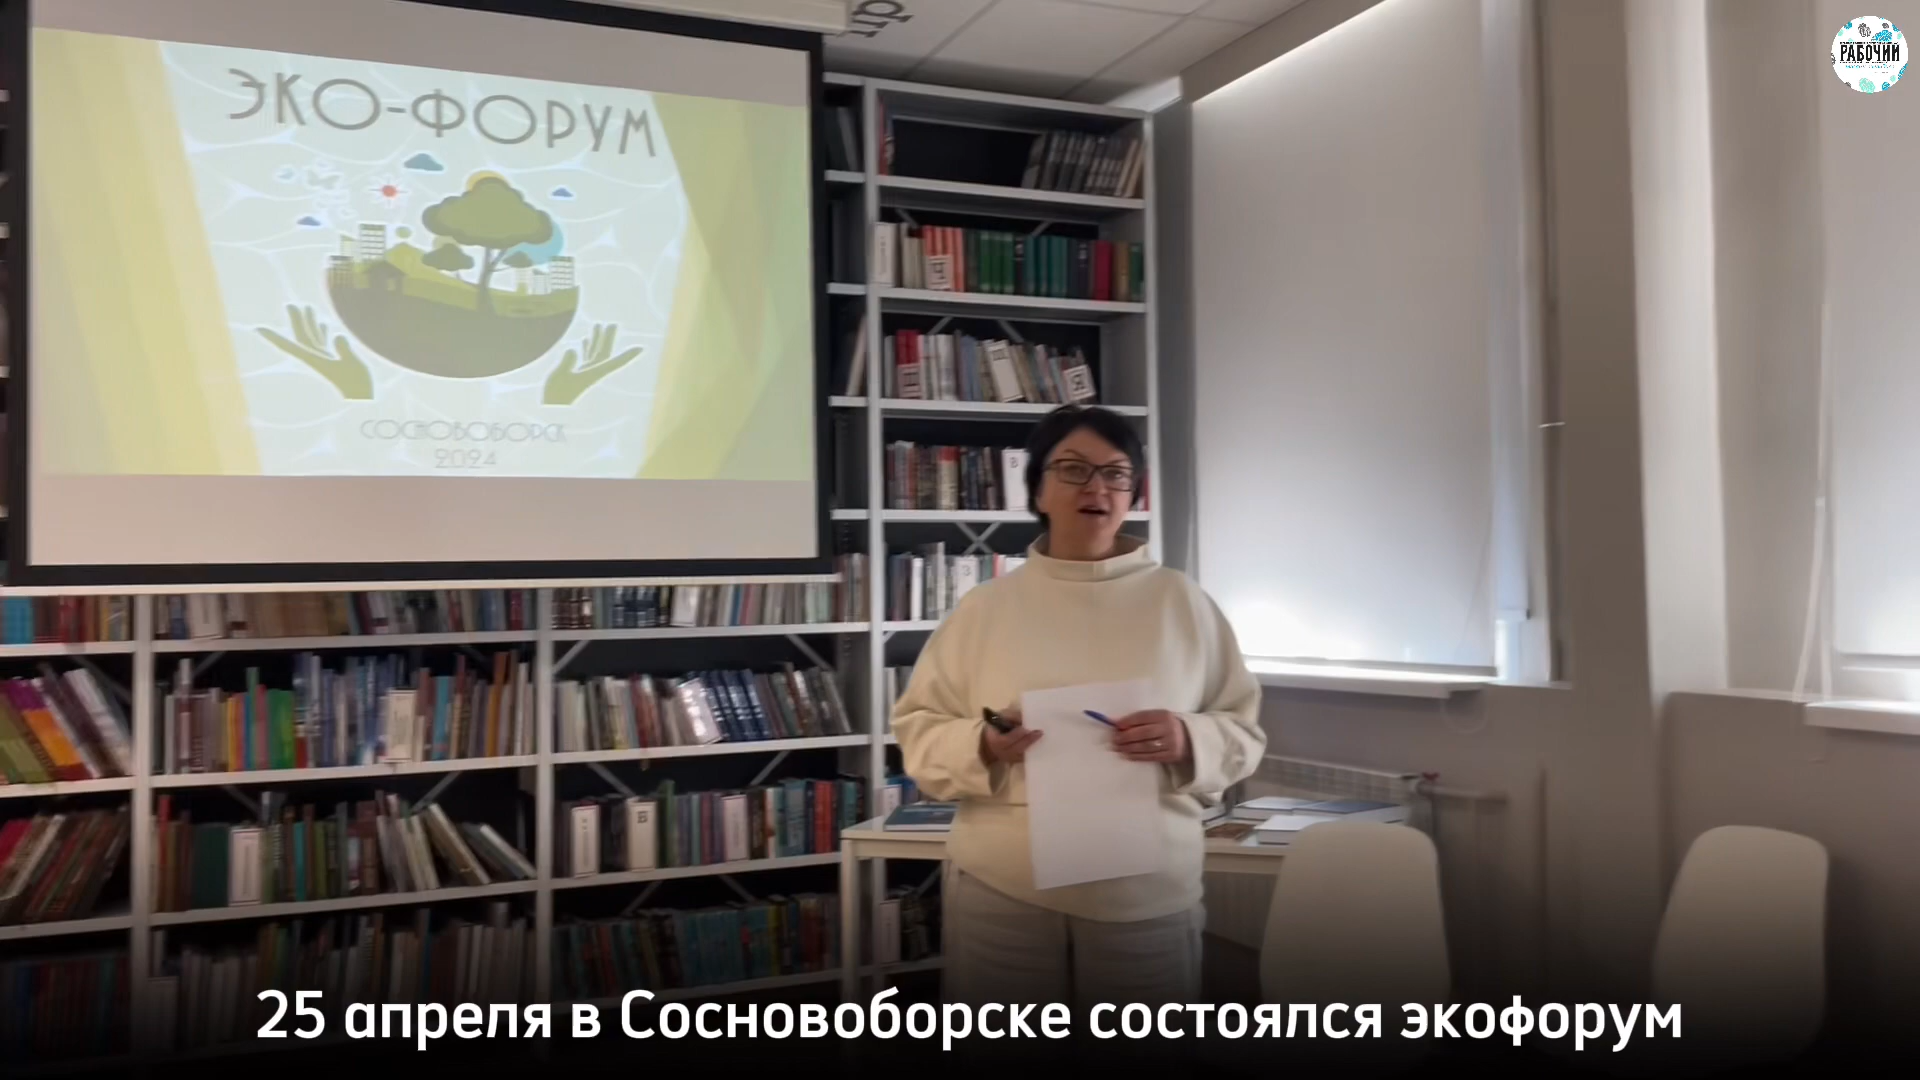 ЭКО-ФОРУМ
СОСНОВОБОРСК
2024
РАБОЧИЙ
25 апреля в Сосновоборске состоялся экофорум